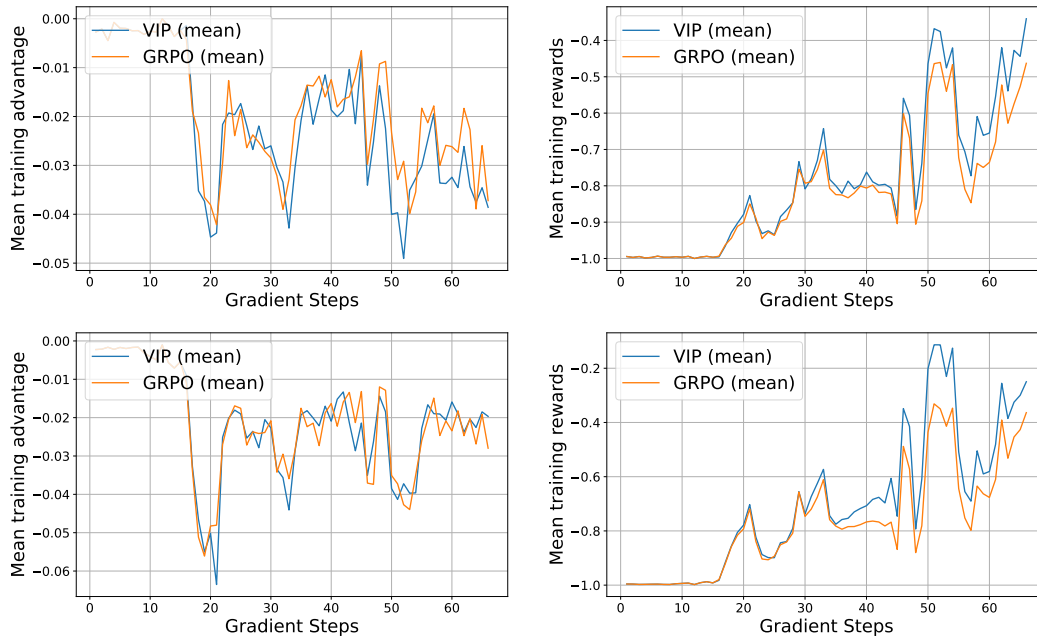 VIP (mean)
GRPO (mean)
Mean training advantage
0.00
−0.01
−0.02
−0.03
−0.04
−0.05
0 10 20 30 40 50 60
Gradient Steps
VIP (mean)
GRPO (mean)
Mean training rewards
−0.4
−0.5
−0.6
−0.7
−0.8
−0.9
−1.0
0 10 20 30 40 50 60
Gradient Steps
VIP (mean)
GRPO (mean)
Mean training advantage
0.00
−0.01
−0.02
−0.03
−0.04
−0.05
−0.06
0 10 20 30 40 50 60
Gradient Steps
VIP (mean)
GRPO (mean)
Mean training rewards
−0.2
−0.4
−0.6
−0.8
−1.0
0 10 20 30 40 50 60
Gradient Steps